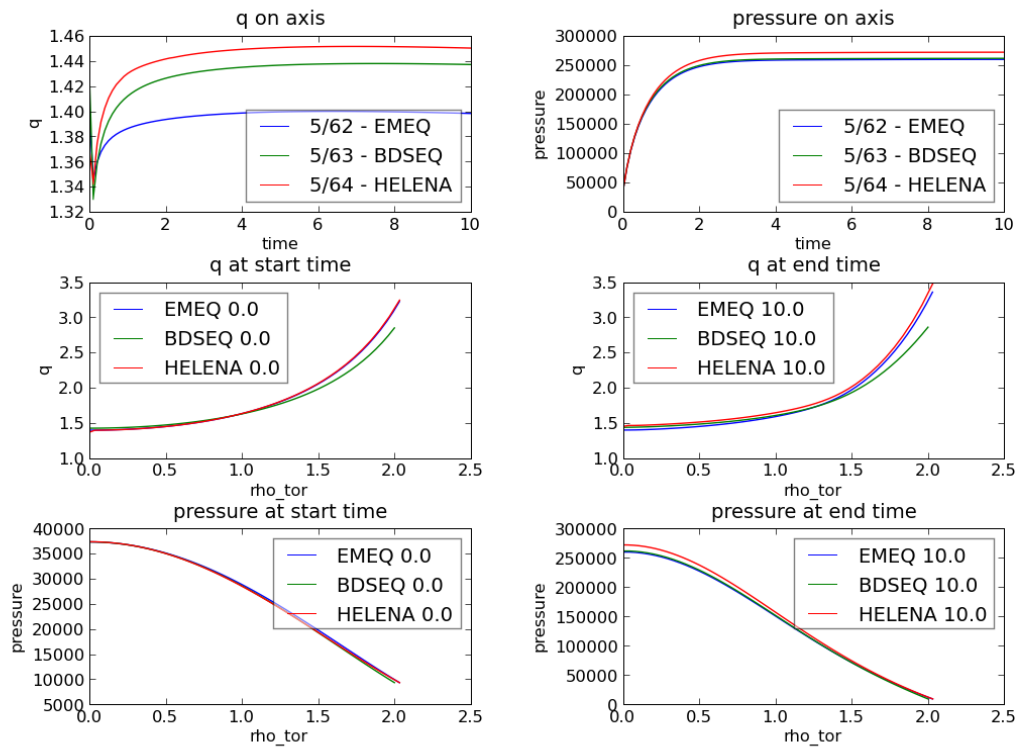 q on axis
1.46
1.44
1.42
1.40
1.38
1.36
1.34
1.32
q
0 2 4 6 8 10
time
5/62 - EMEQ
5/63 - BDSEQ
5/64 - HELENA
pressure on axis
300000
250000
200000
150000
100000
50000
0
pressure
0 2 4 6 8 10
time
5/62 - EMEQ
5/63 - BDSEQ
5/64 - HELENA
q at start time
3.5
3.0
2.5
2.0
1.5
1.0
q
0.0 0.5 1.0 1.5 2.0 2.5
rho_tor
EMEQ 0.0
BDSEQ 0.0
HELENA 0.0
q at end time
3.5
3.0
2.5
2.0
1.5
1.0
q
0.0 0.5 1.0 1.5 2.0 2.5
rho_tor
EMEQ 10.0
BDSEQ 10.0
HELENA 10.0
pressure at start time
40000
35000
30000
25000
20000
15000
10000
5000
pressure
0.0 0.5 1.0 1.5 2.0 2.5
rho_tor
EMEQ 0.0
BDSEQ 0.0
HELENA 0.0
pressure at end time
300000
250000
200000
150000
100000
50000
0
pressure
0.0 0.5 1.0 1.5 2.0 2.5
rho_tor
EMEQ 10.0
BDSEQ 10.0
HELENA 10.0